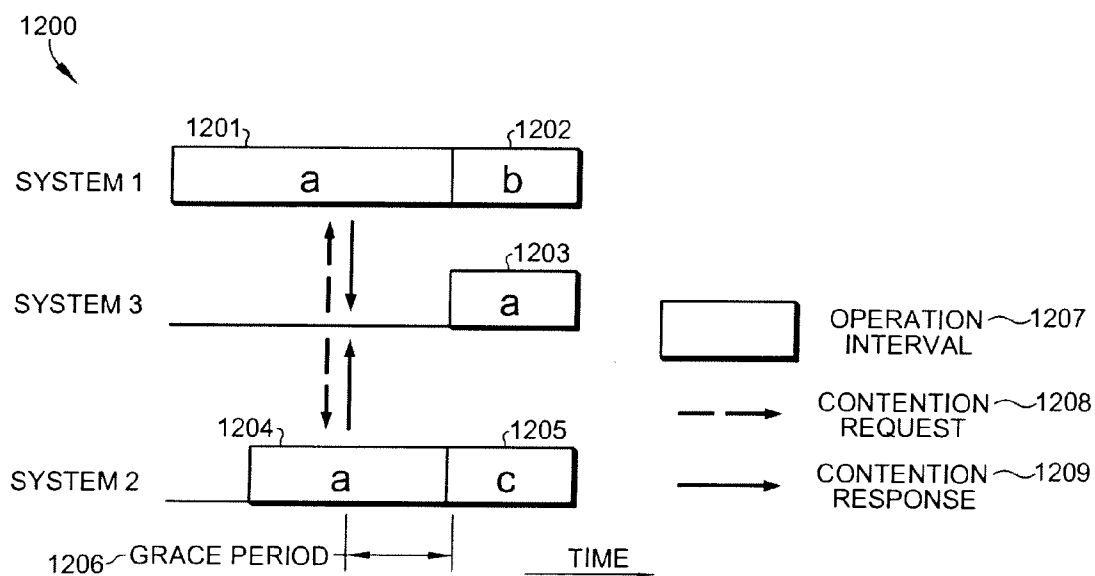 1200
1201
1202
SYSTEM 1
a
b
1203
SYSTEM 3
a
OPERATION
INTERVAL
1207
CONTENTION
REQUEST
1208
1204
1205
SYSTEM 2
a
c
CONTENTION
RESPONSE
1209
1206
GRACE PERIOD
TIME